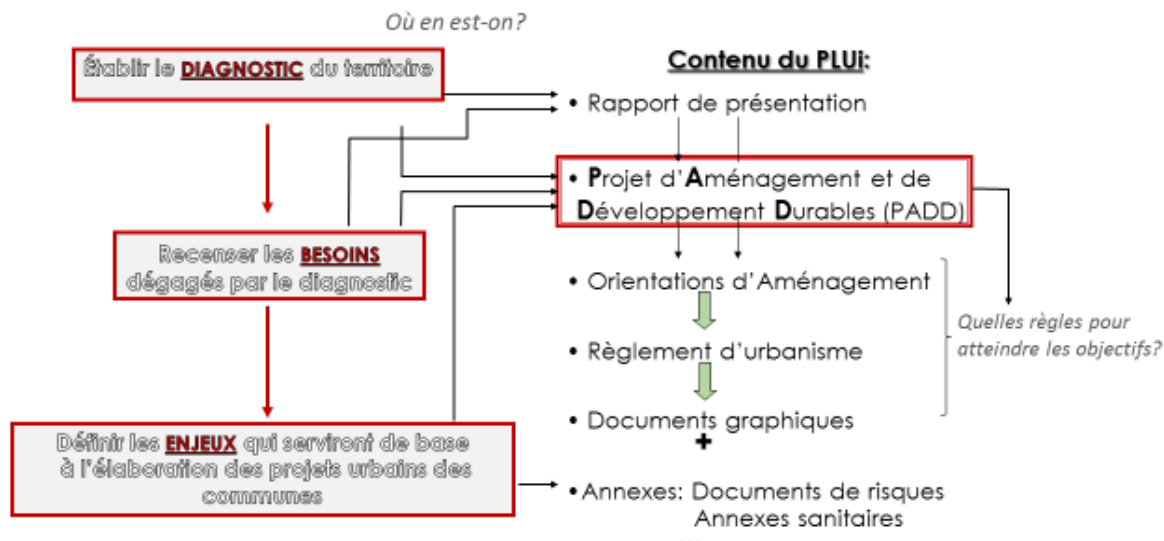 Où en est-on?
Établir le DIAGNOSTIC du territoire
Recenser les BESOINS
dégagés par le diagnostic
Définir les ENJEUX qui serviront de base
à l'élaboration des projets urbains des
communes
Contenu du PLUi:
• Rapport de présentation
• Projet d'Aménagement et de
Développement Durables (PADD)
• Orientations d'Aménagement
• Règlement d'urbanisme
• Documents graphiques
+
•Annexes: Documents de risques
Annexes sanitaires
Quelles règles pour
atteindre les objectifs?